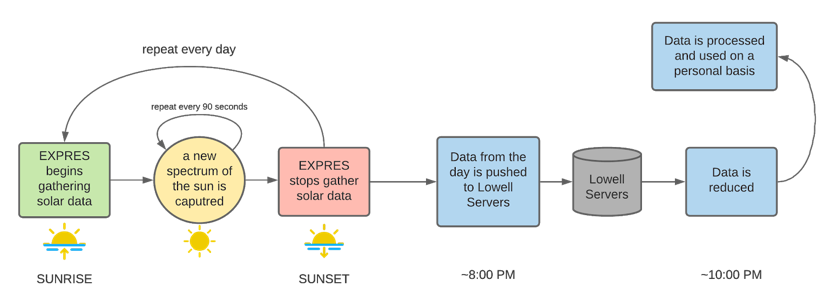 repeat every day
repeat every 90 seconds
EXPRES
begins
gathering
solar data
a new
spectrum of
the sun is
caputred
EXPRES
stops gather
solar data
Data from the
day is pushed
to Lowell
Servers
Lowell
Servers
Data is
reduced
Data is processed
and used on a
personal basis
SUNRISE
SUNSET
~8:00 PM
~10:00 PM